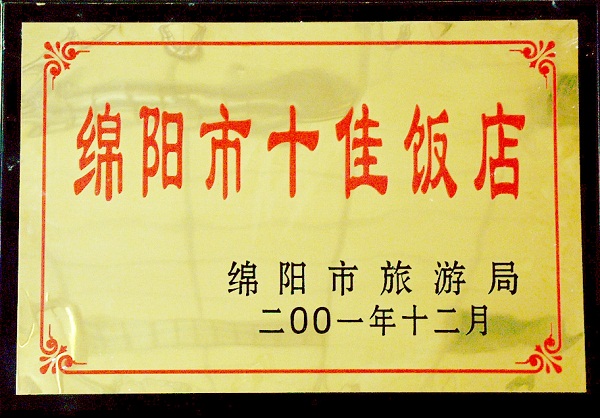 绵阳市十佳饭店
绵阳市旅游局
二00一年十二月